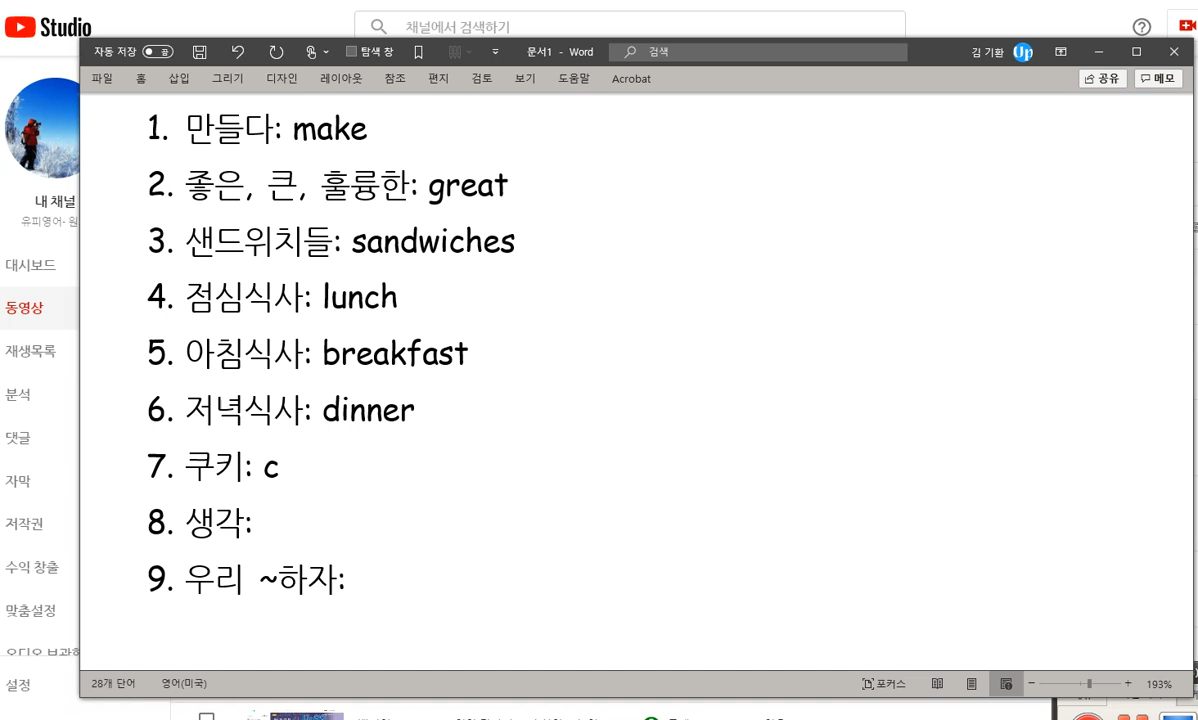 Studio
채널에서 검색하기
자동 저장 끔 탐색 창 문서1 - Word 검색 김 기환 Up
파일 홈 삽입 그리기 디자인 레이아웃 참조 편지 검토 보기 도움말 Acrobat 공유 메모
1. 만들다: make
2. 좋은, 큰, 훌륭한: great
3. 샌드위치들: sandwiches
4. 점심식사: lunch
5. 아침식사: breakfast
6. 저녁식사: dinner
7. 쿠키: c
8. 생각:
9. 우리 ~하자:
내 채널
유피영어- 원
대시보드
동영상
재생목록
분석
댓글
자막
저작권
수익 창출
맞춤설정
설정
28개 단어 영어(미국) 포커스 193%